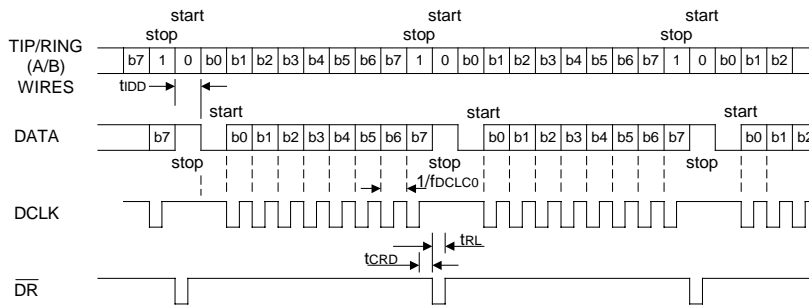 start start start
stop stop stop
TIP/RING
(A/B)
WIRES
b7 1 0 b0 b1 b2 b3 b4 b5 b6 b7 1 0 b0 b1 b2 b3 b4 b5 b6 b7 1 0 b0 b1 b2
tIDD
start start start
DATA
b7 b0 b1 b2 b3 b4 b5 b6 b7 b0 b1 b2 b3 b4 b5 b6 b7 b0 b1 b2
stop stop stop
1/fDCLC0
DCLK
tRL
tCRD
DR